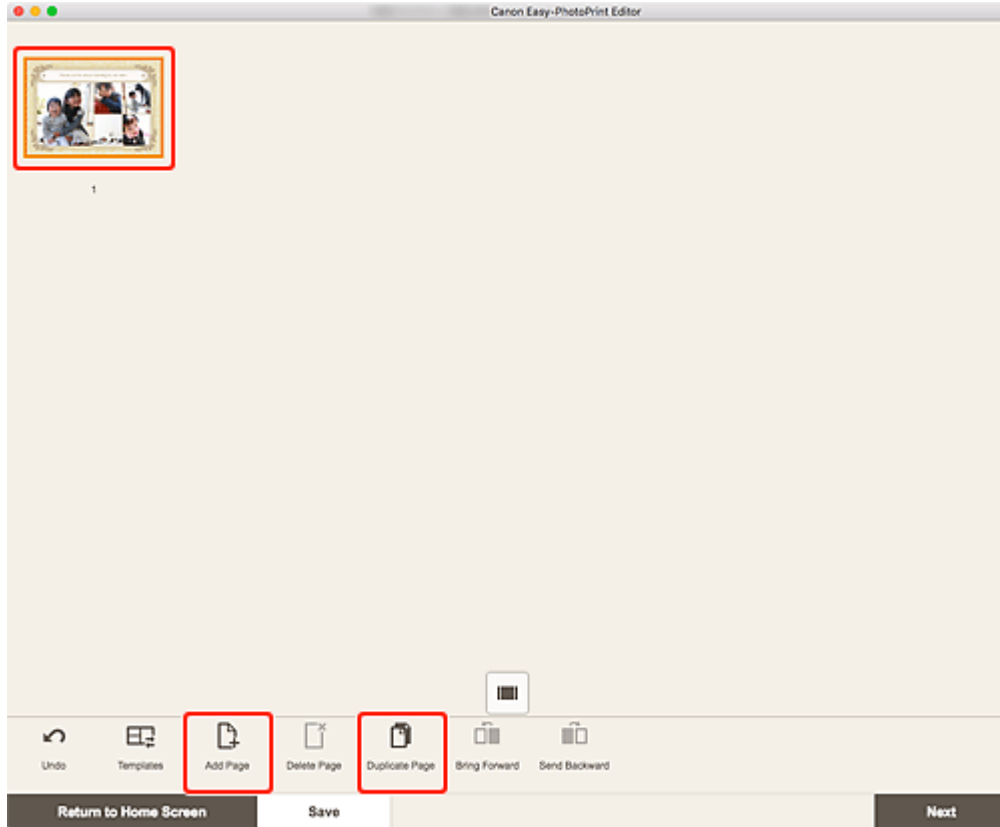 Canon Easy-PhotoPrint Editor
1
Undo
Templates
Add Page
Delete Page
Duplicate Page
Bring Forward
Send Backward
Return to Home Screen
Save
Next